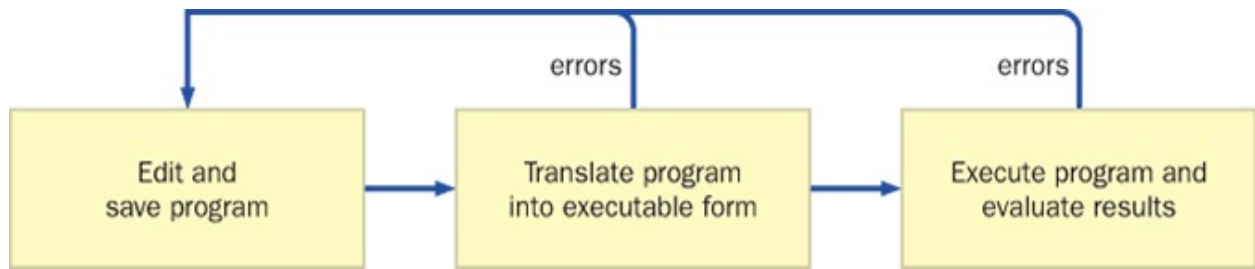 errors
errors
Edit and
save program
Translate program
into executable form
Execute program and
evaluate results